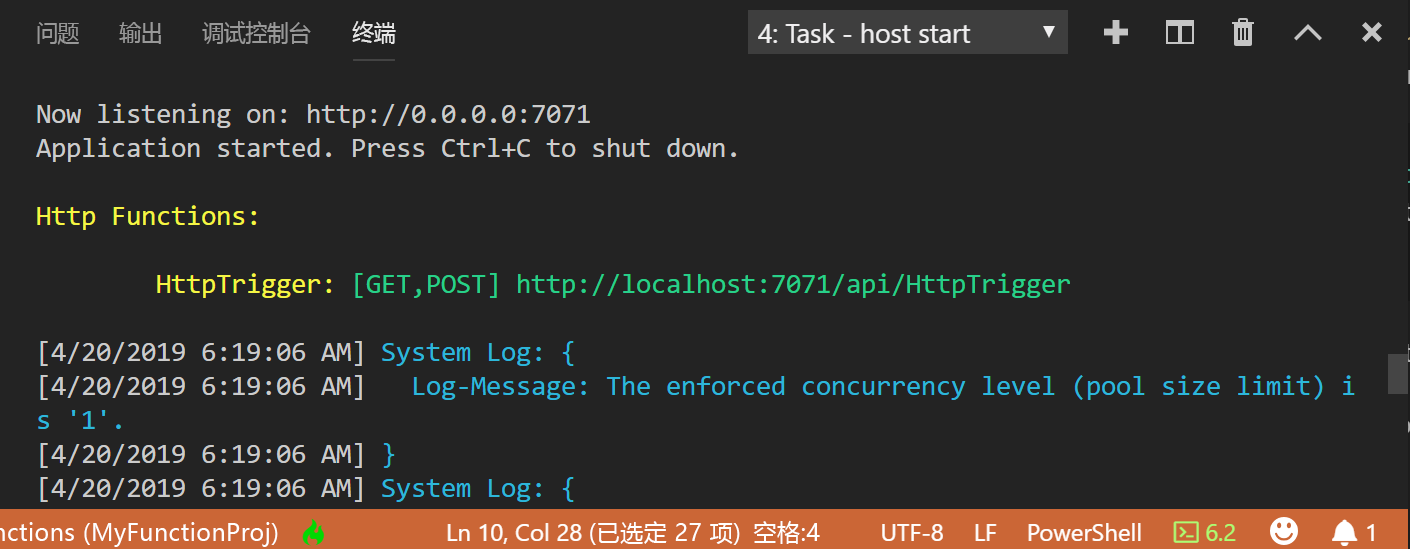 问题 输出 调试控制台 终端 4: Task - host start
Now listening on: http://0.0.0.0:7071
Application started. Press Ctrl+C to shut down.
Http Functions:
HttpTrigger: [GET,POST] http://localhost:7071/api/HttpTrigger
[4/20/2019 6:19:06 AM] System Log: {
[4/20/2019 6:19:06 AM]   Log-Message: The enforced concurrency level (pool size limit) i
s '1'.
[4/20/2019 6:19:06 AM] }
[4/20/2019 6:19:06 AM] System Log: {
nctions (MyFunctionProj) Ln 10, Col 28 (已选定 27 项) 空格:4 UTF-8 LF PowerShell 6.2 1